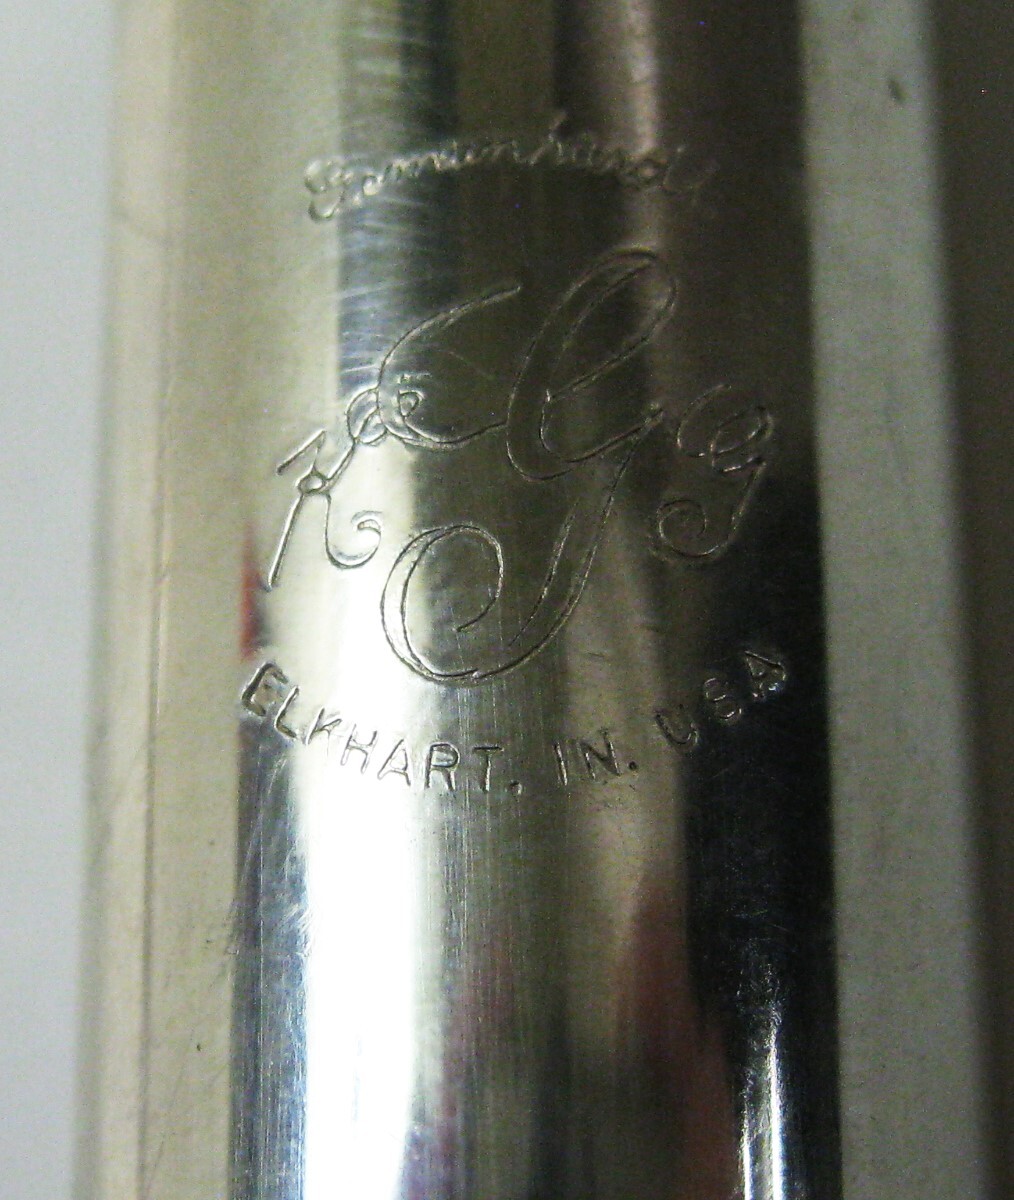 Gemeinhardt
ELKHART, IN. USA